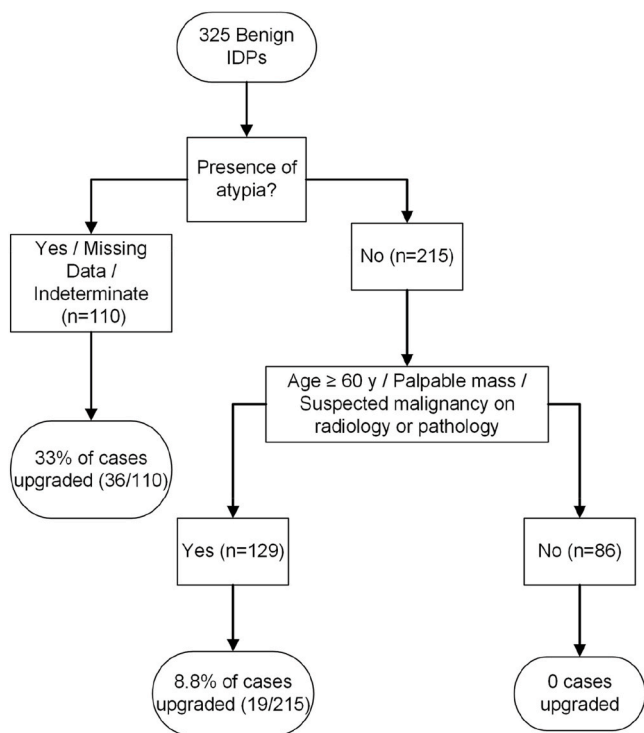 325 Benign
IDPs
Presence of
atypia?
Yes / Missing
Data /
Indeterminate
(n=110)
No (n=215)
Age ≥ 60 y / Palpable mass /
Suspected malignancy on
radiology or pathology
33% of cases
upgraded (36/110)
Yes (n=129)
No (n=86)
8.8% of cases
upgraded (19/215)
0 cases
upgraded